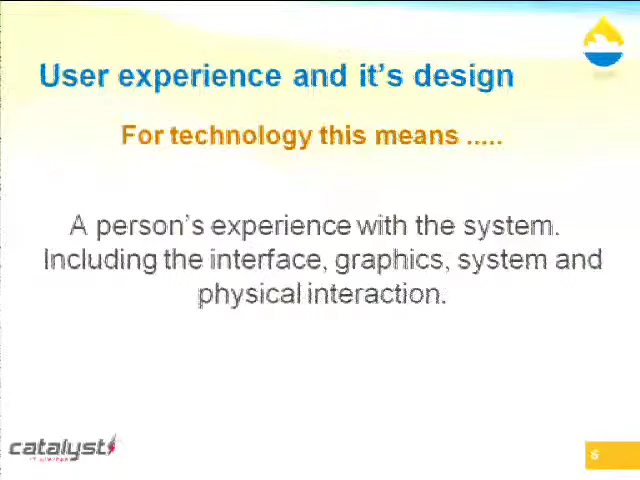 User experience and it's design
For technology this means .....
A person's experience with the system.
Including the interface, graphics, system and
physical interaction.
catalyst
6